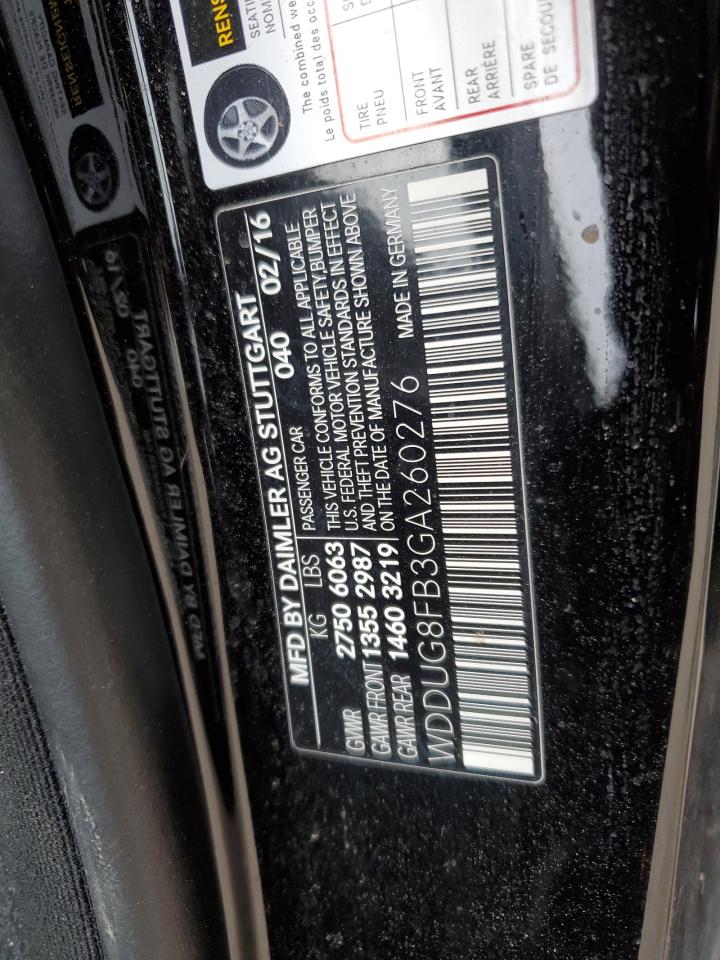 MFD BY DAIMLER AG STUTTGART
KG LBS PASSENGER CAR 040 02/16
GVWR 2750 6063
GAWR FRONT 1355 2987
GAWR REAR 1460 3219
THIS VEHICLE CONFORMS TO ALL APPLICABLE
U.S. FEDERAL MOTOR VEHICLE SAFETY,BUMPER
AND THEFT PREVENTION STANDARDS IN EFFECT
ON THE DATE OF MANUFACTURE SHOWN ABOVE
WDDUG8FB3GA260276 MADE IN GERMANY
RENS
SEATI
NOM
The combined we
Le poids total des occ
TIRE
PNEU
FRONT
AVANT
REAR
ARRIÈRE
SPARE
DE SECOU